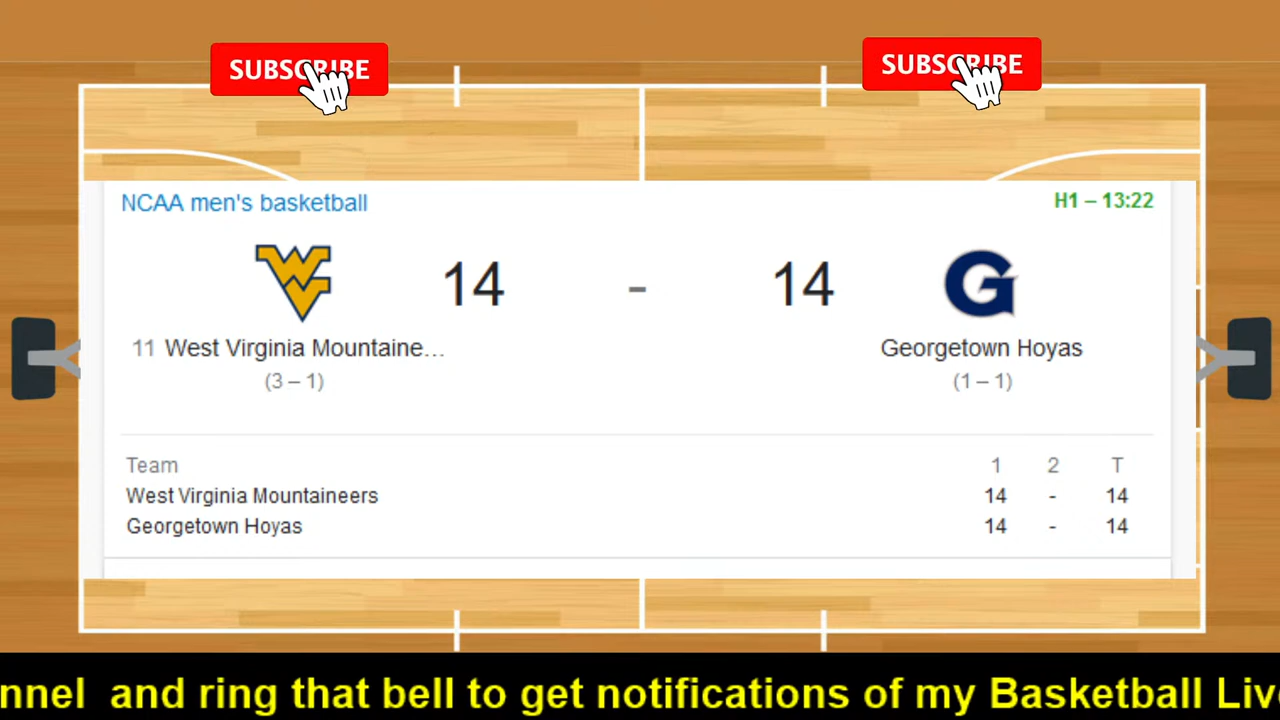 SUBSCRIBE
SUBSCRIBE
NCAA men's basketball
H1 – 13:22
14 - 14
11 West Virginia Mountaine...
Georgetown Hoyas
(3 – 1)
(1 – 1)
Team 1 2 T
West Virginia Mountaineers 14 - 14
Georgetown Hoyas 14 - 14
nnel and ring that bell to get notifications of my Basketball Liv